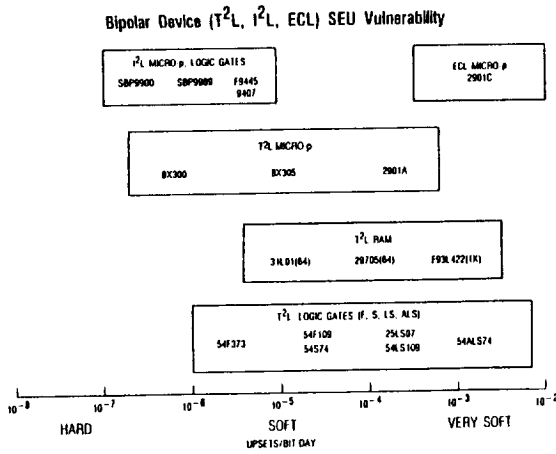 Bipolar Device (T²L, I²L, ECL) SEU Vulnerability
I²L MICRO p, LOGIC GATES
SBP9900 SBP9989 F9445
9407
ECL MICRO p
2901C
T²L MICRO p
8X300 8X305 2901A
T²L RAM
31L01(64) 29705(64) F93L422(1K)
T²L LOGIC GATES (F, S, LS, ALS)
54F373 54F109 25LS07 54ALS74
54S74 54LS109
10⁻⁸ 10⁻⁷ 10⁻⁶ 10⁻⁵ 10⁻⁴ 10⁻³ 10⁻²
HARD SOFT VERY SOFT
UPSETS/BIT DAY